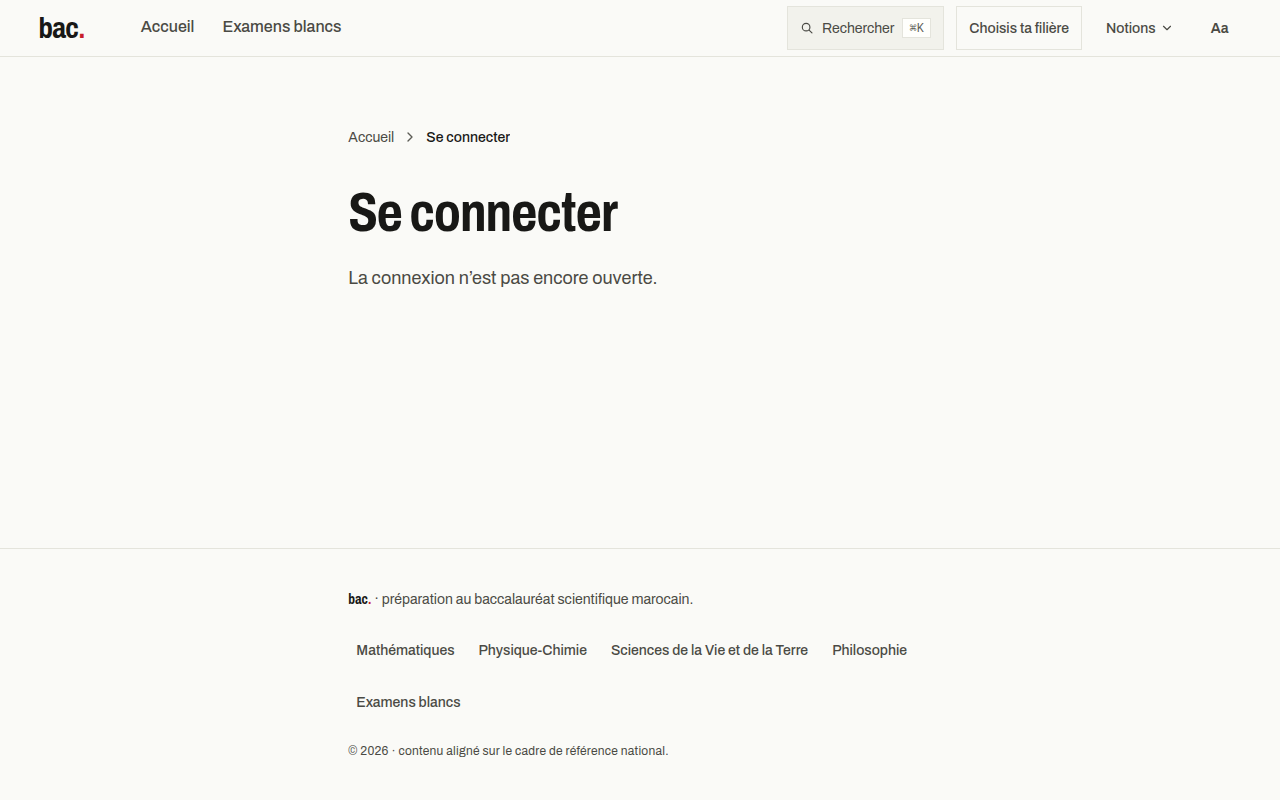 bac. Accueil Examens blancs Rechercher ⌘K Choisis ta filière Notions Aa
Accueil Se connecter
Se connecter
La connexion n’est pas encore ouverte.
bac. · préparation au baccalauréat scientifique marocain.
Mathématiques Physique-Chimie Sciences de la Vie et de la Terre Philosophie
Examens blancs
© 2026 · contenu aligné sur le cadre de référence national.